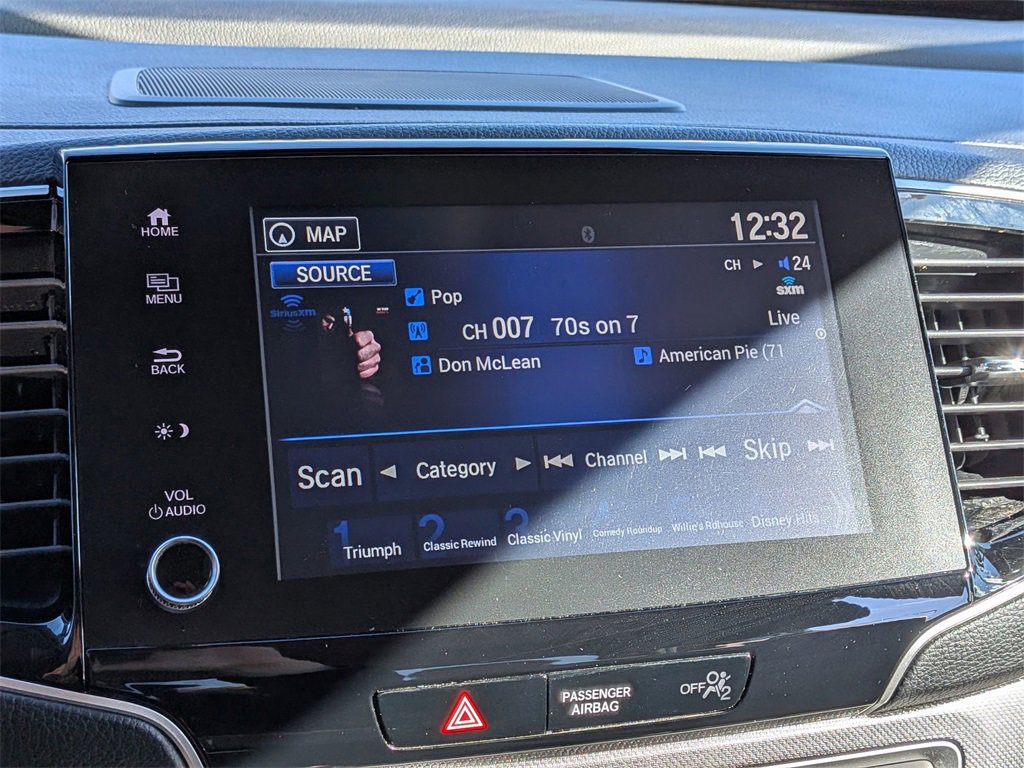 HOME
MENU
BACK
VOL
AUDIO
MAP
12:32
SOURCE
CH 24
SiriusXM
sxm
Pop
CH 007 70s on 7
Live
Don McLean
American Pie (71
Scan
Category
Channel
Skip
1 Triumph
2 Classic Rewind
3 Classic Vinyl
Comedy Roundup
Willie's Rdhouse
Disney Hits
PASSENGER
AIRBAG
OFF 2